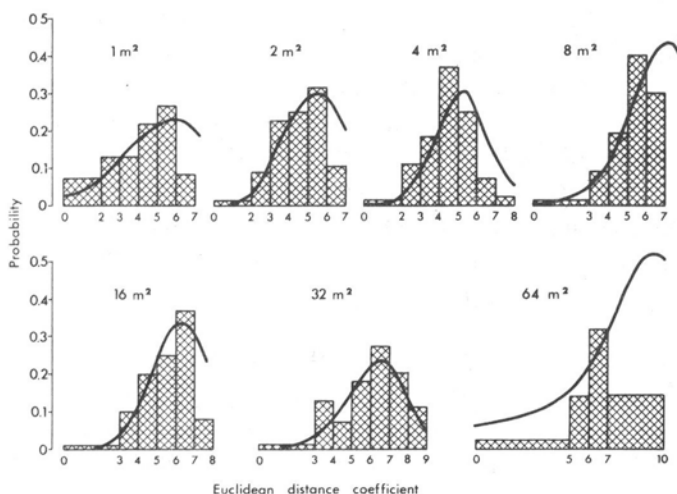 0.5
1 m²
2 m²
4 m²
8 m²
0.4
0.3
0.2
0.1
0
0 2 3 4 5 6 7
0 2 3 4 5 6 7
0 2 3 4 5 6 7 8
0 3 4 5 6 7
Probability
0.5
16 m²
32 m²
64 m²
0.4
0.3
0.2
0.1
0
0 3 4 5 6 7 8
0 3 4 5 6 7 8 9
0 5 6 7 10
Euclidean distance coefficient